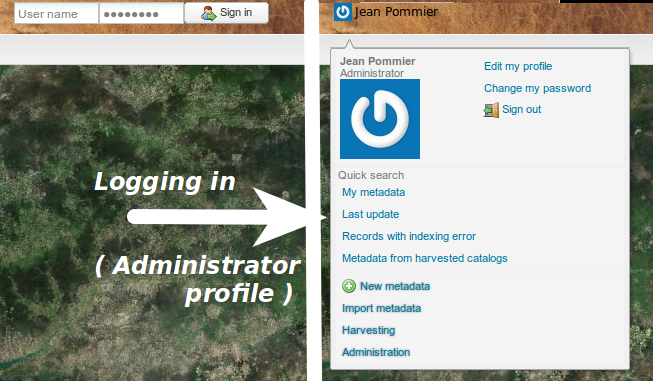 User name
Sign in
Logging in
( Administrator
profile )
Jean Pommier
Jean Pommier
Administrator
Edit my profile
Change my password
Sign out
Quick search
My metadata
Last update
Records with indexing error
Metadata from harvested catalogs
New metadata
Import metadata
Harvesting
Administration